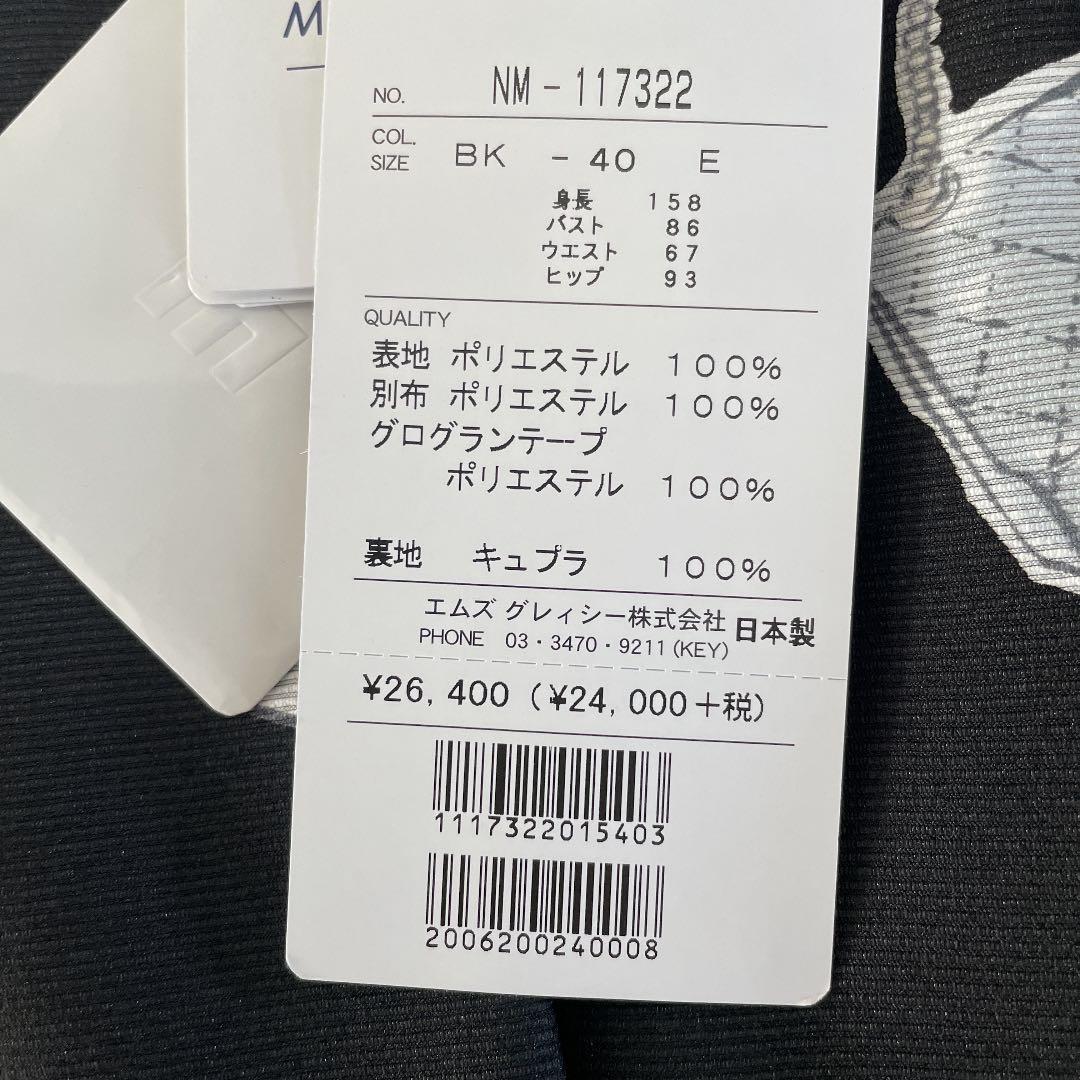 M
NO. NM-117322
COL.
SIZE BK -40 E
身長 158
バスト 86
ウエスト 67
ヒップ 93
QUALITY
表地 ポリエステル 100%
別布 ポリエステル 100%
グログランテープ
ポリエステル 100%
裏地 キュプラ 100%
エムズ グレィシー株式会社 日本製
PHONE 03・3470・9211 (KEY)
¥26,400 (¥24,000+税)
1117322015403
2006200240008